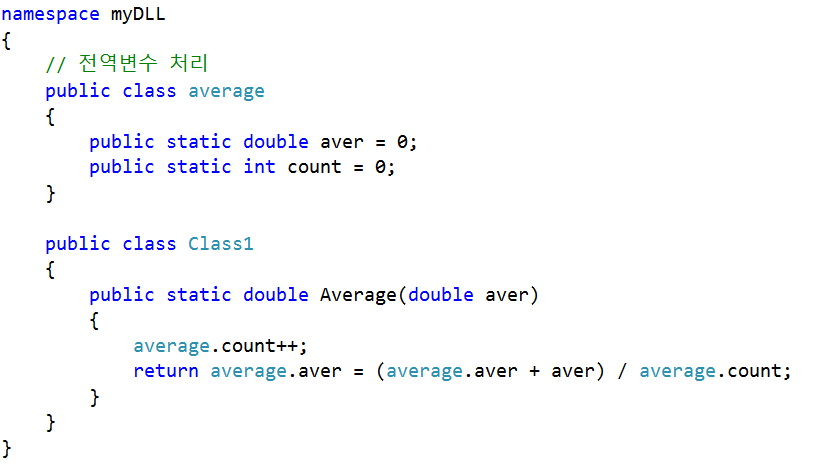 namespace myDLL
{
    // 전역변수 처리
    public class average
    {
        public static double aver = 0;
        public static int count = 0;
    }

    public class Class1
    {
        public static double Average(double aver)
        {
            average.count++;
            return average.aver = (average.aver + aver) / average.count;
        }
    }
}